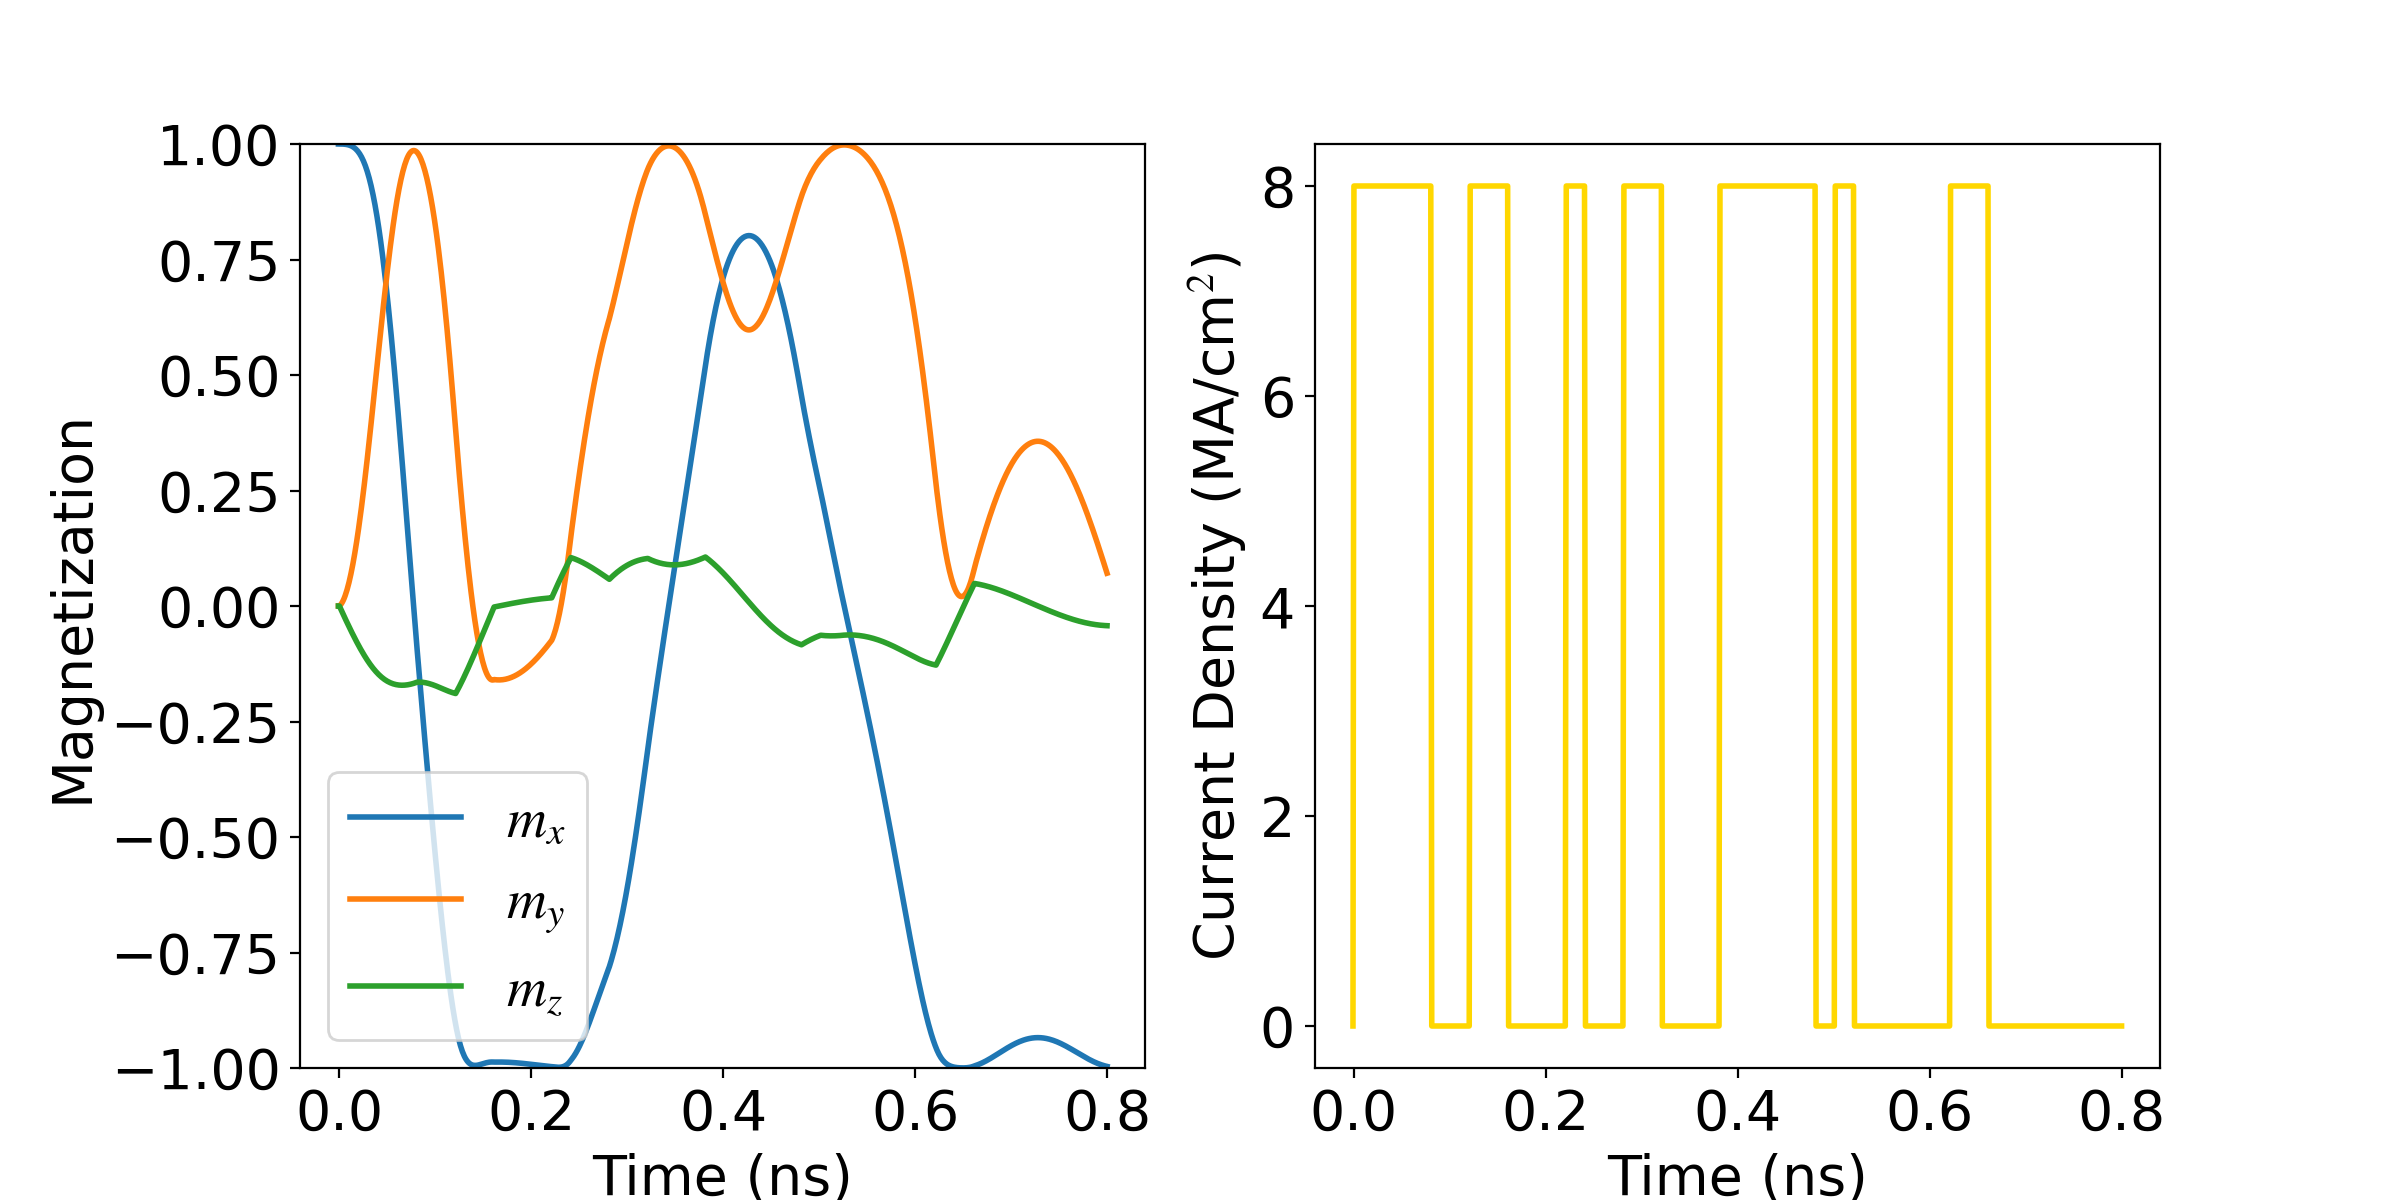 Magnetization
1.00
0.75
0.50
0.25
0.00
−0.25
−0.50
−0.75
−1.00
m_x
m_y
m_z
0.0 0.2 0.4 0.6 0.8
Time (ns)
Current Density (MA/cm²)
8
6
4
2
0
0.0 0.2 0.4 0.6 0.8
Time (ns)